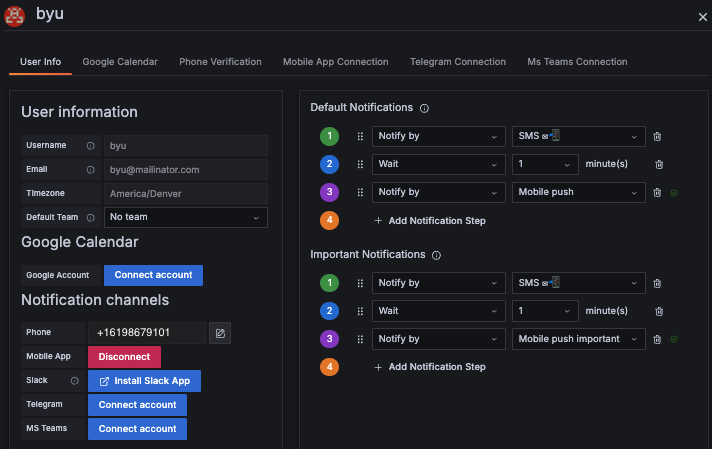 byu
User Info
Google Calendar
Phone Verification
Mobile App Connection
Telegram Connection
Ms Teams Connection
User information
Username byu
Email byu@mailinator.com
Timezone America/Denver
Default Team No team
Google Calendar
Google Account Connect account
Notification channels
Phone +16198679101
Mobile App Disconnect
Slack Install Slack App
Telegram Connect account
MS Teams Connect account
Default Notifications
1 Notify by SMS
2 Wait 1 minute(s)
3 Notify by Mobile push
4 + Add Notification Step
Important Notifications
1 Notify by SMS
2 Wait 1 minute(s)
3 Notify by Mobile push important
4 + Add Notification Step